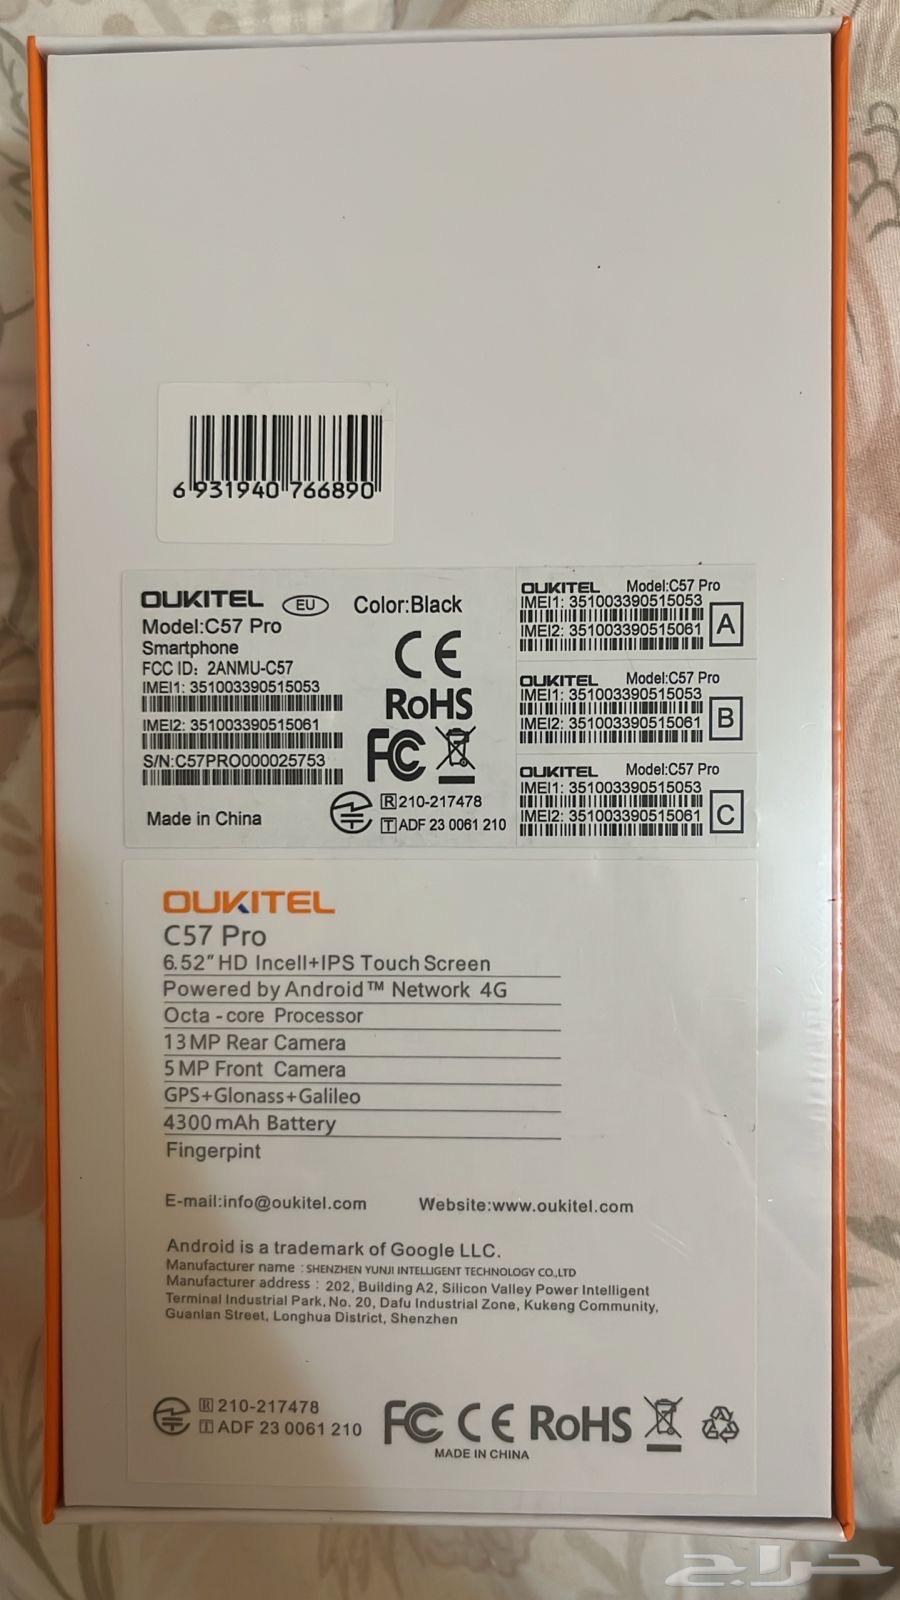 6 931940 766890
OUKITEL EU Color:Black
Model:C57 Pro
Smartphone
FCC ID: 2ANMU-C57
IMEI1: 351003390515053
IMEI2: 351003390515061
S/N:C57PRO000025753
Made in China
CE
RoHS
FC
R 210-217478
T ADF 23 0061 210
OUKITEL Model:C57 Pro
IMEI1: 351003390515053
IMEI2: 351003390515061
A
OUKITEL Model:C57 Pro
IMEI1: 351003390515053
IMEI2: 351003390515061
B
OUKITEL Model:C57 Pro
IMEI1: 351003390515053
IMEI2: 351003390515061
C
OUKITEL
C57 Pro
6.52" HD Incell+IPS Touch Screen
Powered by Android™ Network 4G
Octa-core Processor
13MP Rear Camera
5MP Front Camera
GPS+Glonass+Galileo
4300mAh Battery
Fingerpint
E-mail:info@oukitel.com Website:www.oukitel.com
Android is a trademark of Google LLC.
Manufacturer name : SHENZHEN YUNJI INTELLIGENT TECHNOLOGY CO.,LTD
Manufacturer address : 202, Building A2, Silicon Valley Power Intelligent
Terminal Industrial Park, No. 20, Dafu Industrial Zone, Kukeng Community,
Guanlan Street, Longhua District, Shenzhen
R 210-217478
T ADF 23 0061 210
FC CE RoHS
MADE IN CHINA
حراج